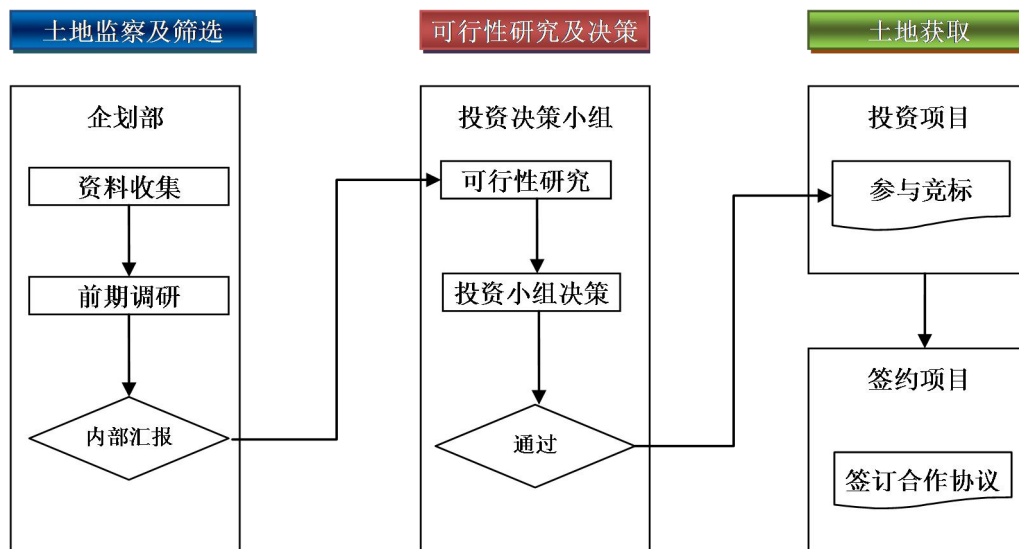 土地监察及筛选
可行性研究及决策
土地获取
企划部
资料收集
前期调研
内部汇报
投资决策小组
可行性研究
投资小组决策
通过
投资项目
参与竞标
签约项目
签订合作协议